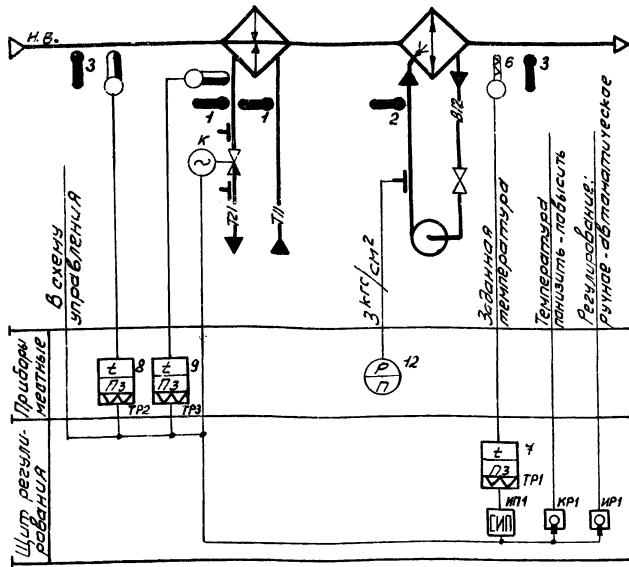 Н.В.
3
1
1
К
2
В12
6
3
Т21
Т11
В схему
управления
3 кгс/см²
Заданная
температура
Температура
понизить-повысить
Регулирование:
ручное-автоматическое
Приборы
местные
t
ПЗ
8
ТР2
t
ПЗ
9
ТР3
Р
П
12
Щит регули-
рования
t
ПЗ
7
ТР1
ИП1
СИП
КР1
ИР1